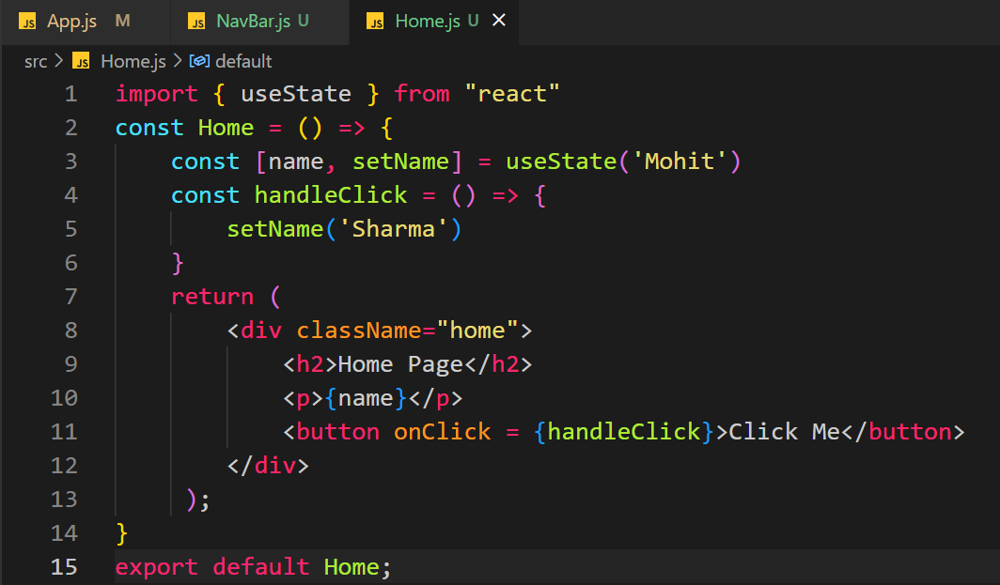 JS App.js M JS NavBar.js U JS Home.js U ×
src > JS Home.js > default
1 import { useState } from "react"
2 const Home = () => {
3     const [name, setName] = useState('Mohit')
4     const handleClick = () => {
5         setName('Sharma')
6     }
7     return (
8         <div className="home">
9             <h2>Home Page</h2>
10             <p>{name}</p>
11             <button onClick = {handleClick}>Click Me</button>
12         </div>
13      );
14 }
15 export default Home;